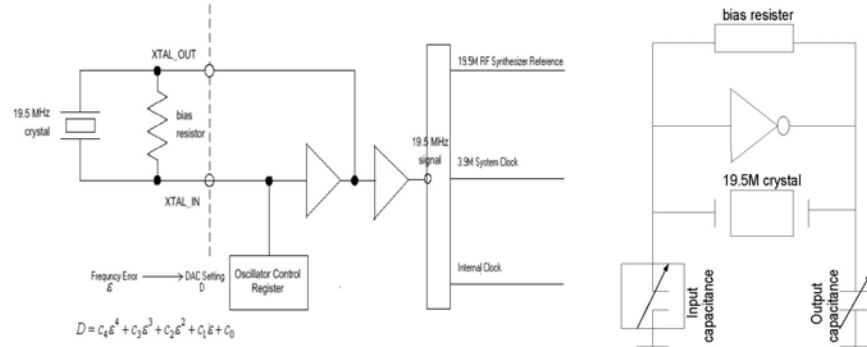 XTAL_OUT
19.5 MHz
crystal
bias
resistor
XTAL_IN
19.5 MHz
signal
19.5M RF Synthesizer Reference
3.9M System Clock
Internal Clock
Oscillator Control
Register
Frequncy Error
ε
DAC Setting
D
D = c₄ε⁴ + c₃ε³ + c₂ε² + c₁ε + c₀
bias resister
19.5M crystal
Input
capacitance
Output
capacitance